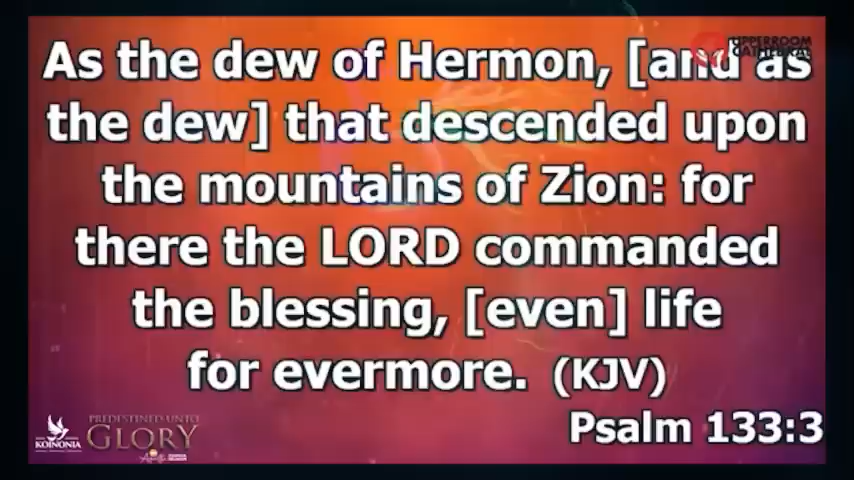 UPPERROOM
CATHEDRAL
As the dew of Hermon, [and as
the dew] that descended upon
the mountains of Zion: for
there the LORD commanded
the blessing, [even] life
for evermore. (KJV)
Psalm 133:3
KOINONIA
PREDESTINED UNTO
GLORY